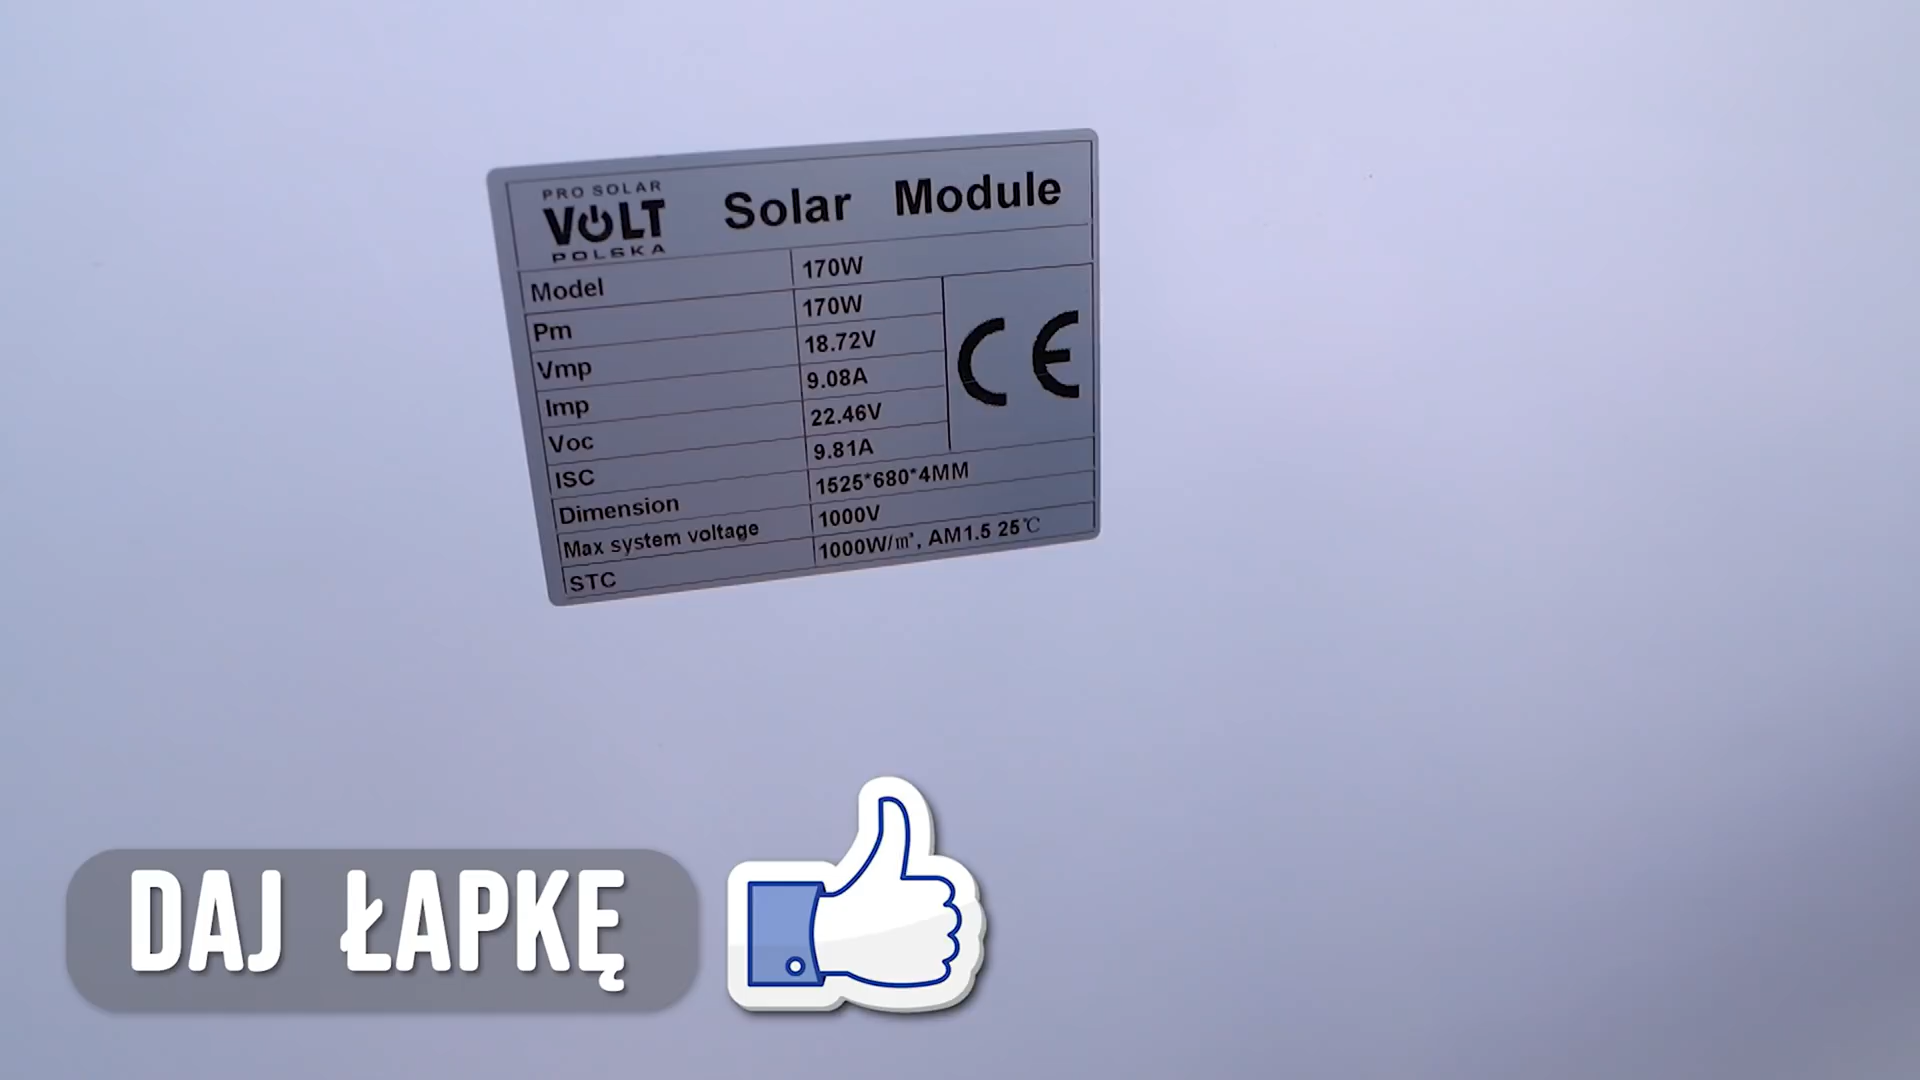 PRO SOLAR
VOLT
POLSKA
Solar Module
Model 170W
Pm 170W
Vmp 18.72V
Imp 9.08A
Voc 22.46V
ISC 9.81A
Dimension 1525*680*4MM
Max system voltage 1000V
STC 1000W/m², AM1.5 25℃
CE
DAJ ŁAPKĘ